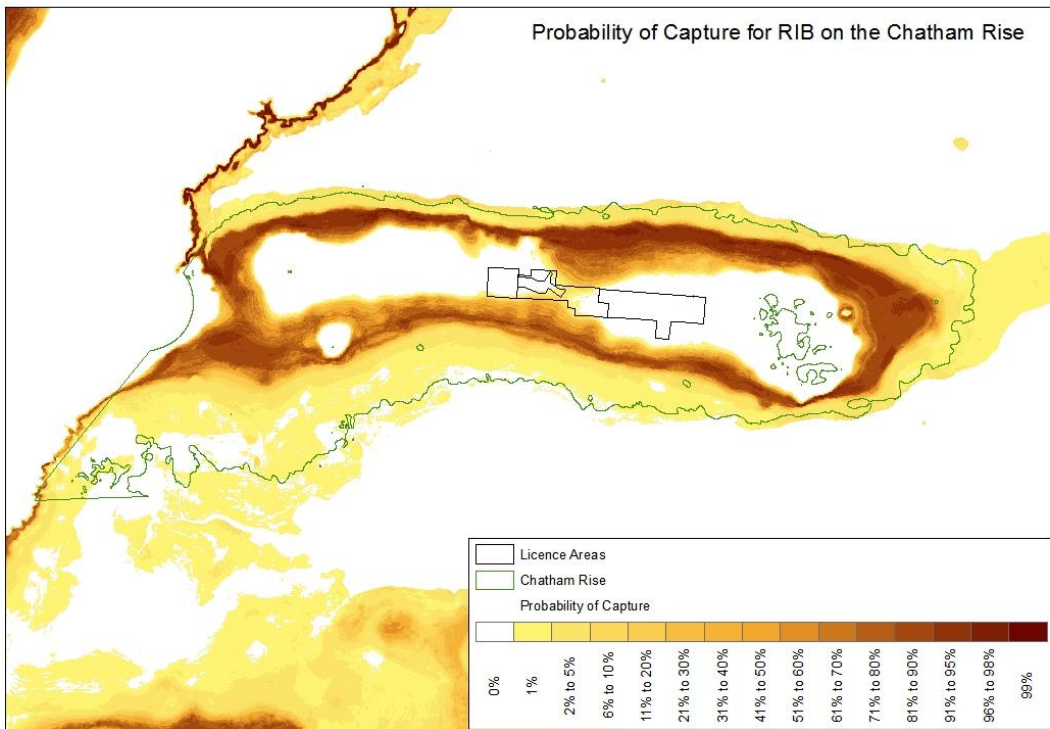 Probability of Capture for RIB on the Chatham Rise
Licence Areas
Chatham Rise
Probability of Capture
0%
1%
2% to 5%
6% to 10%
11% to 20%
21% to 30%
31% to 40%
41% to 50%
51% to 60%
61% to 70%
71% to 80%
81% to 90%
91% to 95%
96% to 98%
99%